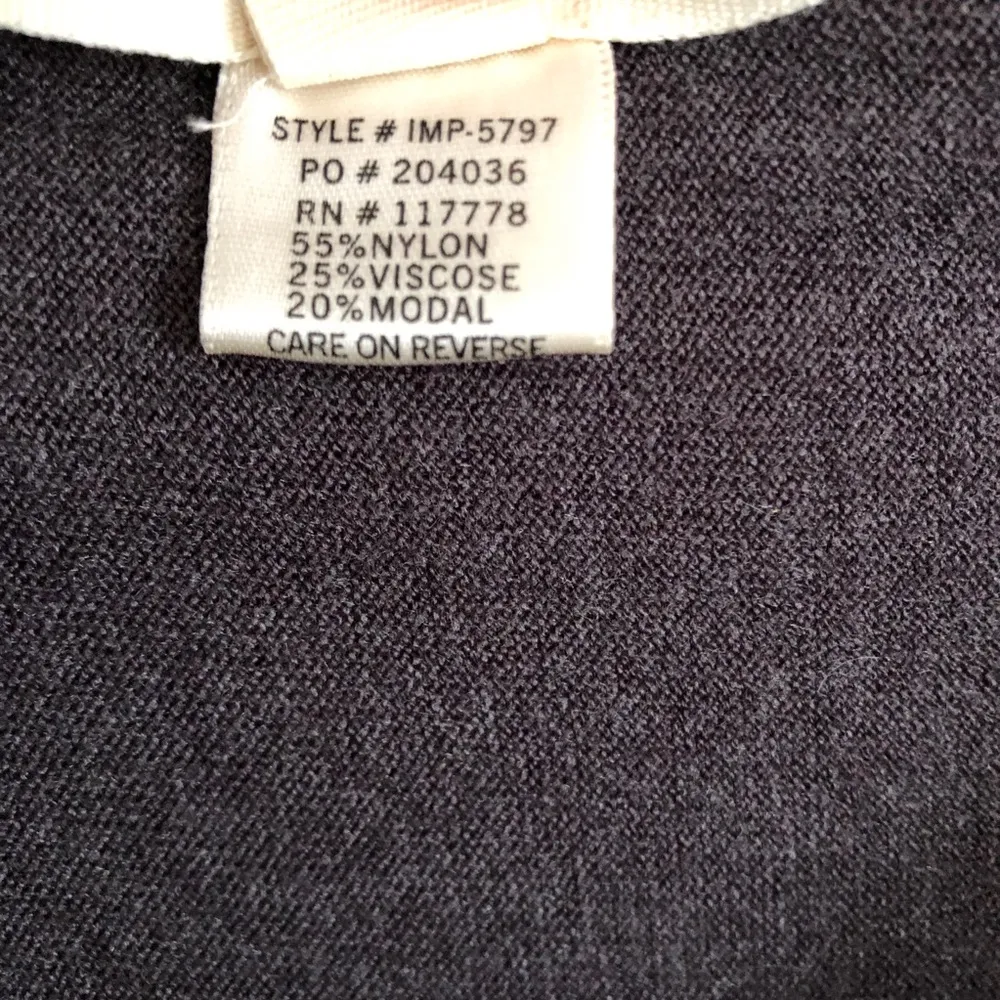 STYLE # IMP-5797
PO # 204036
RN # 117778
55%NYLON
25%VISCOSE
20%MODAL
CARE ON REVERSE